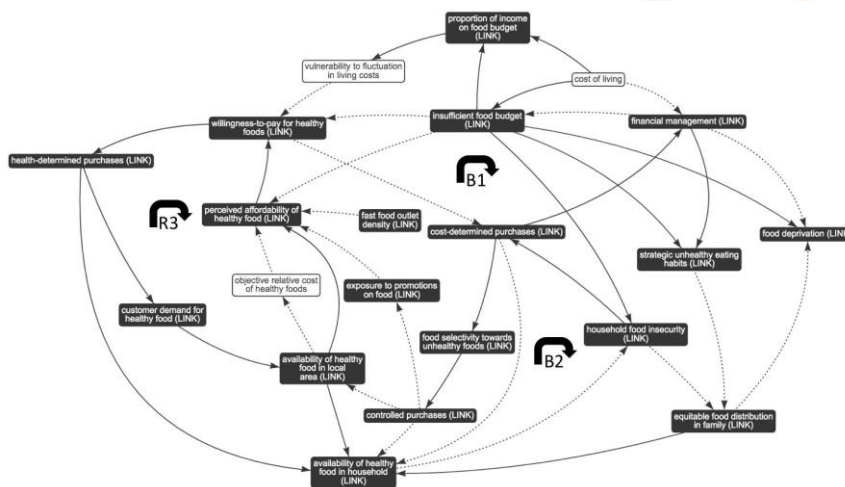 proportion of income
on food budget
(LINK)
vulnerability to fluctuation
in living costs
cost of living
willingness-to-pay for healthy
foods (LINK)
insufficient food budget
(LINK)
financial management (LINK)
health-determined purchases (LINK)
B1
R3
perceived affordability of
healthy food (LINK)
fast food outlet
density (LINK)
cost-determined purchases (LINK)
food deprivation (LINK)
strategic unhealthy eating
habits (LINK)
objective relative cost
of healthy foods
exposure to promotions
on food (LINK)
customer demand for
healthy food (LINK)
food selectivity towards
unhealthy foods (LINK)
household food insecurity
(LINK)
B2
availability of healthy
food in local
area (LINK)
controlled purchases (LINK)
equitable food distribution
in family (LINK)
availability of healthy
food in household
(LINK)